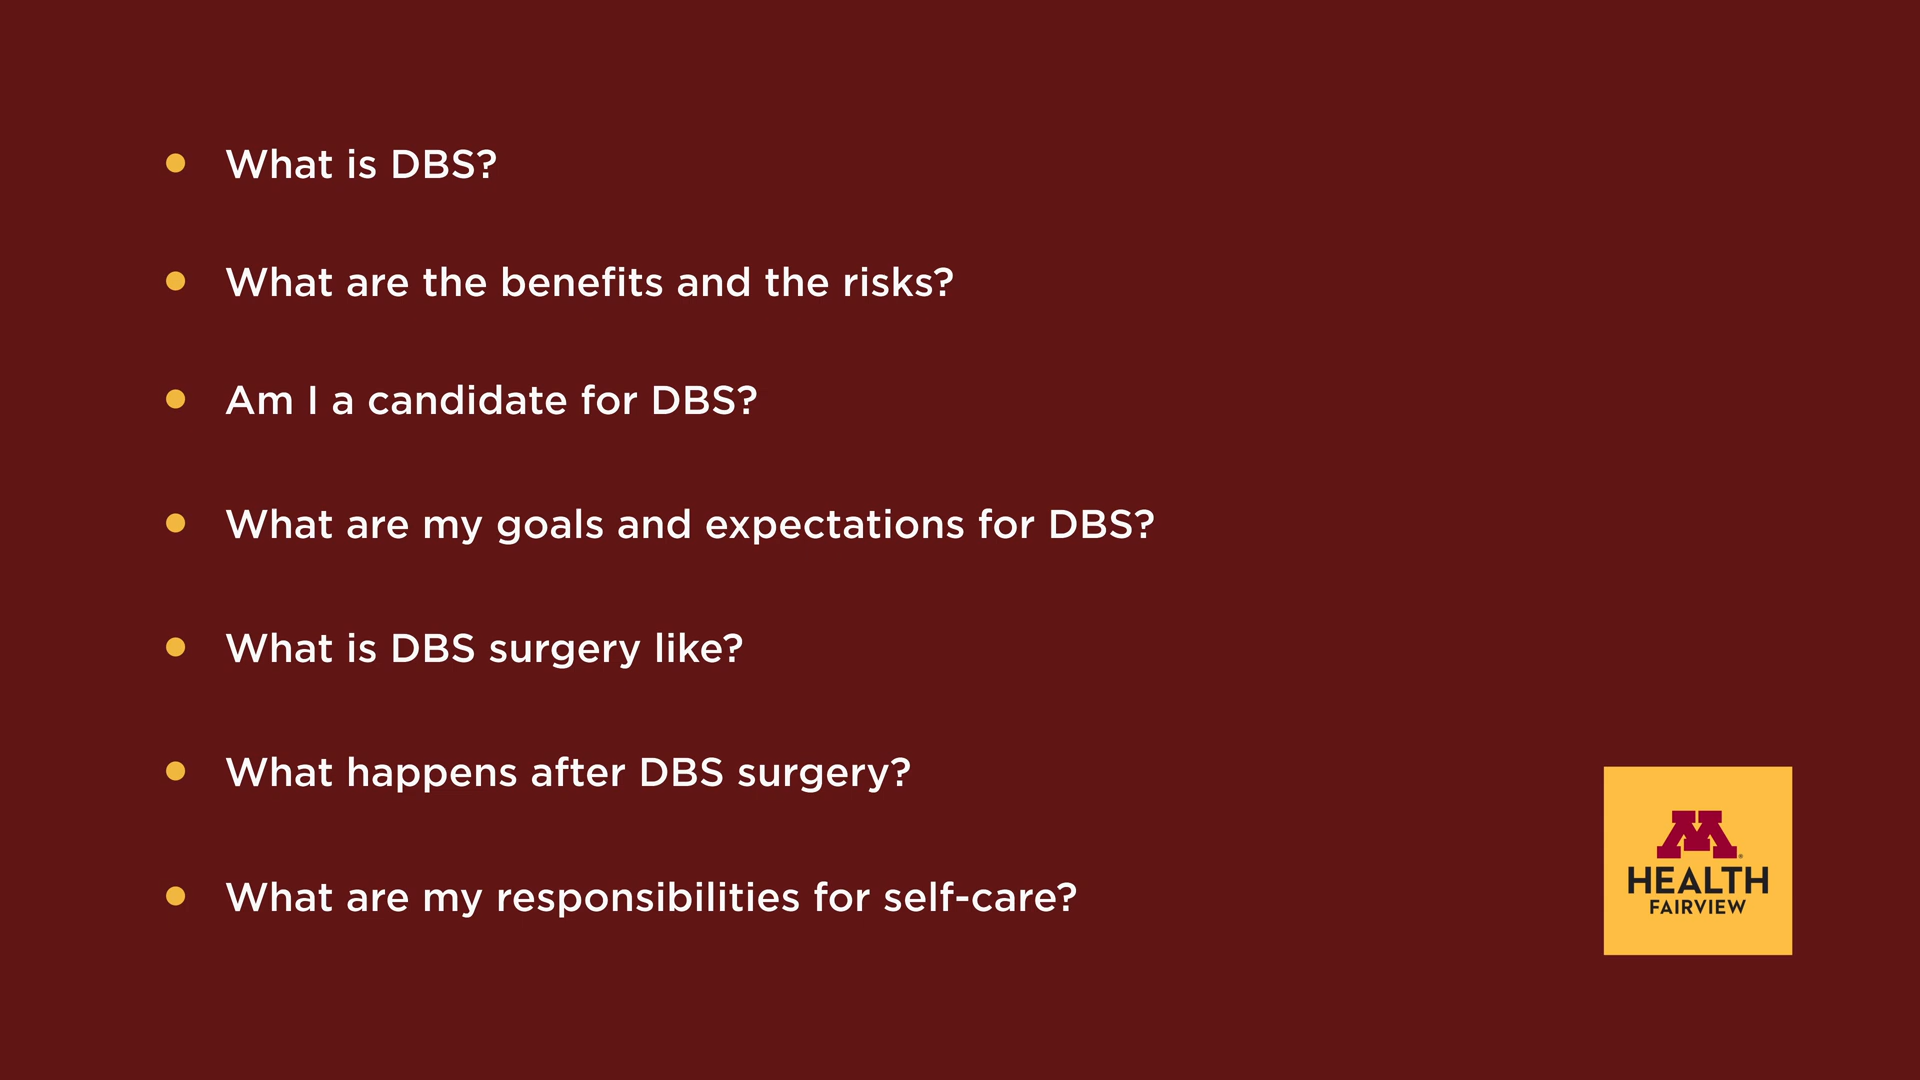 What is DBS?
What are the benefits and the risks?
Am I a candidate for DBS?
What are my goals and expectations for DBS?
What is DBS surgery like?
What happens after DBS surgery?
What are my responsibilities for self-care?
M
HEALTH
FAIRVIEW